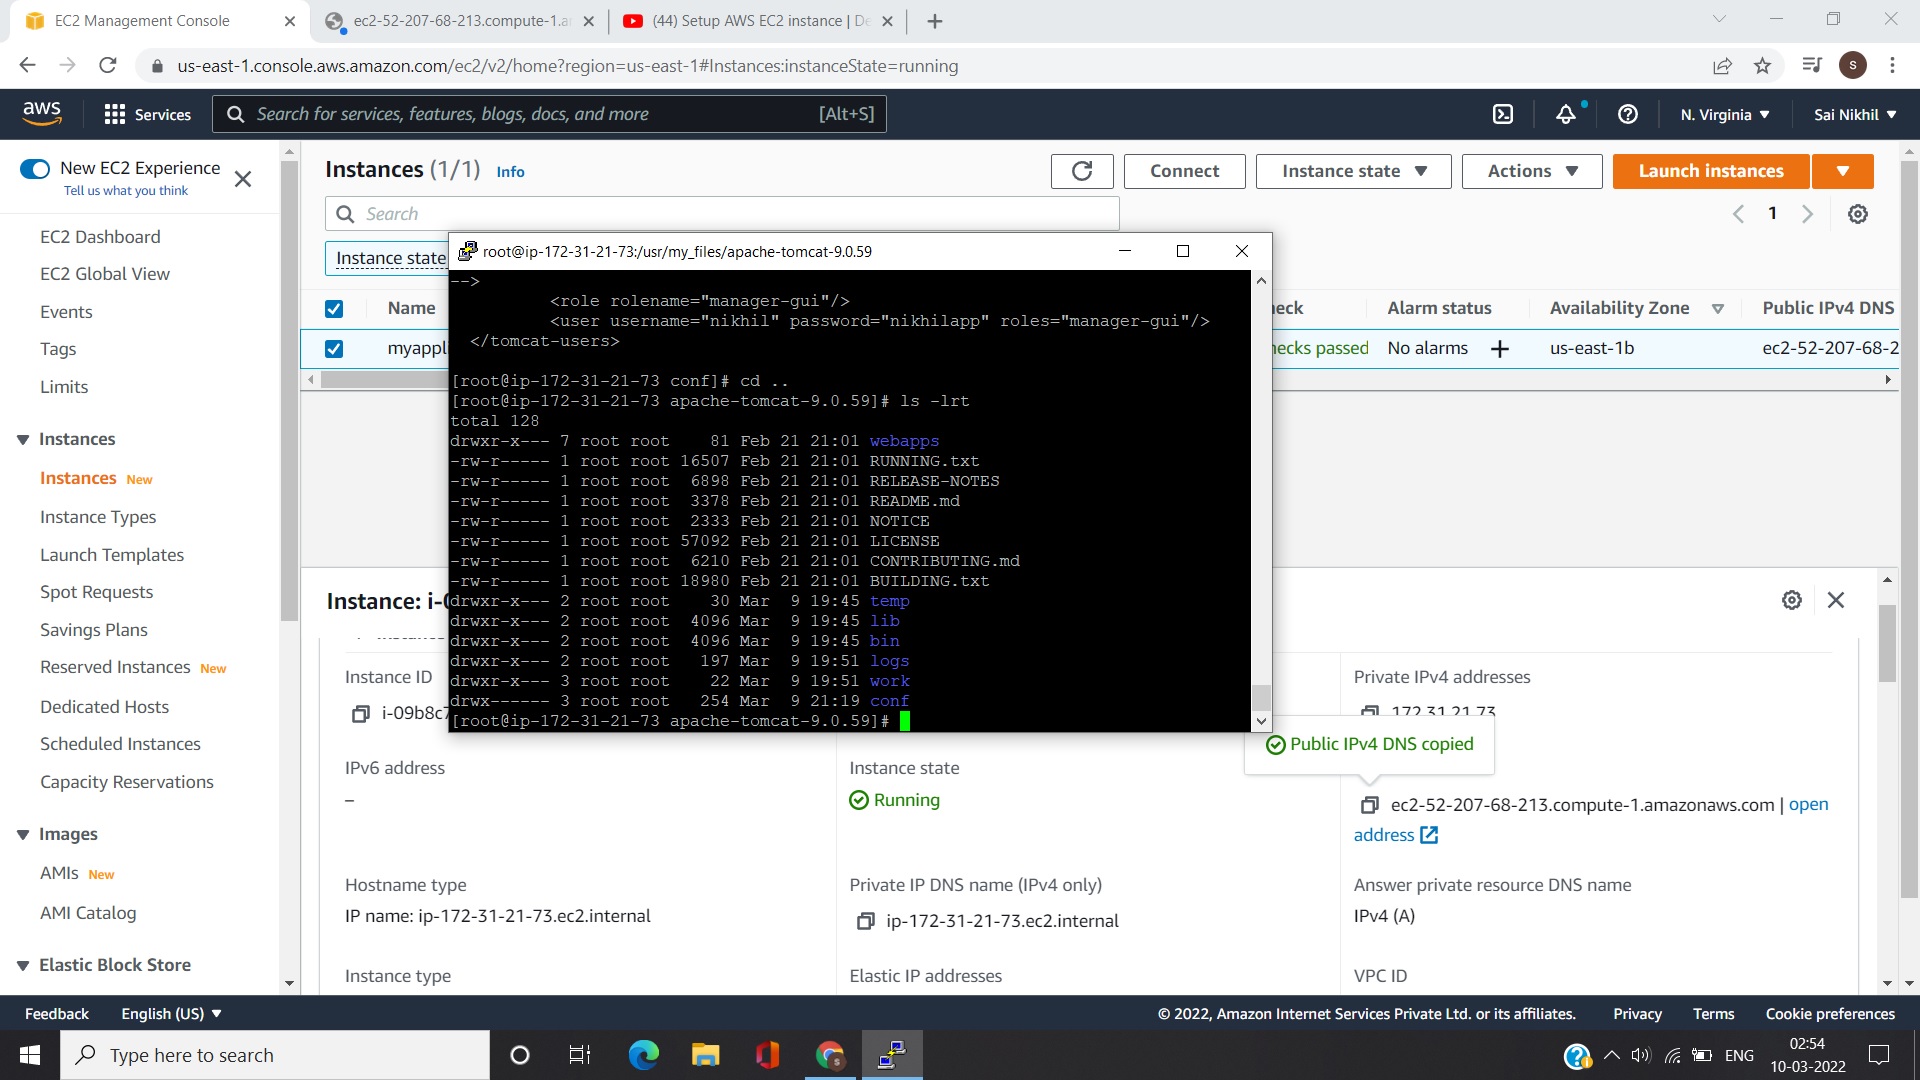 EC2 Management Console
ec2-52-207-68-213.compute-1.a
(44) Setup AWS EC2 instance | De
us-east-1.console.aws.amazon.com/ec2/v2/home?region=us-east-1#Instances:instanceState=running
S
aws
Services
Search for services, features, blogs, docs, and more
[Alt+S]
N. Virginia
Sai Nikhil
New EC2 Experience
Tell us what you think
EC2 Dashboard
EC2 Global View
Events
Tags
Limits
Instances
Instances New
Instance Types
Launch Templates
Spot Requests
Savings Plans
Reserved Instances New
Dedicated Hosts
Scheduled Instances
Capacity Reservations
Images
AMIs New
AMI Catalog
Elastic Block Store
Instances (1/1) Info
Connect
Instance state
Actions
Launch instances
Search
1
Instance state
Name
heck
Alarm status
Availability Zone
Public IPv4 DNS
myappl
hecks passed
No alarms
us-east-1b
ec2-52-207-68-2
root@ip-172-31-21-73:/usr/my_files/apache-tomcat-9.0.59
-->
<role rolename="manager-gui"/>
<user username="nikhil" password="nikhilapp" roles="manager-gui"/>
</tomcat-users>
[root@ip-172-31-21-73 conf]# cd ..
[root@ip-172-31-21-73 apache-tomcat-9.0.59]# ls -lrt
total 128
drwxr-x--- 7 root root    81 Feb 21 21:01 webapps
-rw-r----- 1 root root 16507 Feb 21 21:01 RUNNING.txt
-rw-r----- 1 root root  6898 Feb 21 21:01 RELEASE-NOTES
-rw-r----- 1 root root  3378 Feb 21 21:01 README.md
-rw-r----- 1 root root  2333 Feb 21 21:01 NOTICE
-rw-r----- 1 root root 57092 Feb 21 21:01 LICENSE
-rw-r----- 1 root root  6210 Feb 21 21:01 CONTRIBUTING.md
-rw-r----- 1 root root 18980 Feb 21 21:01 BUILDING.txt
drwxr-x--- 2 root root    30 Mar  9 19:45 temp
drwxr-x--- 2 root root  4096 Mar  9 19:45 lib
drwxr-x--- 2 root root  4096 Mar  9 19:45 bin
drwxr-x--- 2 root root   197 Mar  9 19:51 logs
drwxr-x--- 3 root root    22 Mar  9 19:51 work
drwx------ 3 root root   254 Mar  9 21:19 conf
[root@ip-172-31-21-73 apache-tomcat-9.0.59]#
Instance: i-0
Instance ID
i-09b8c7
Private IPv4 addresses
172.31.21.73
Public IPv4 DNS copied
IPv6 address
–
Instance state
Running
ec2-52-207-68-213.compute-1.amazonaws.com | open
address
Hostname type
IP name: ip-172-31-21-73.ec2.internal
Private IP DNS name (IPv4 only)
ip-172-31-21-73.ec2.internal
Answer private resource DNS name
IPv4 (A)
Instance type
Elastic IP addresses
VPC ID
Feedback
English (US)
© 2022, Amazon Internet Services Private Ltd. or its affiliates.
Privacy
Terms
Cookie preferences
Type here to search
ENG
02:54
10-03-2022